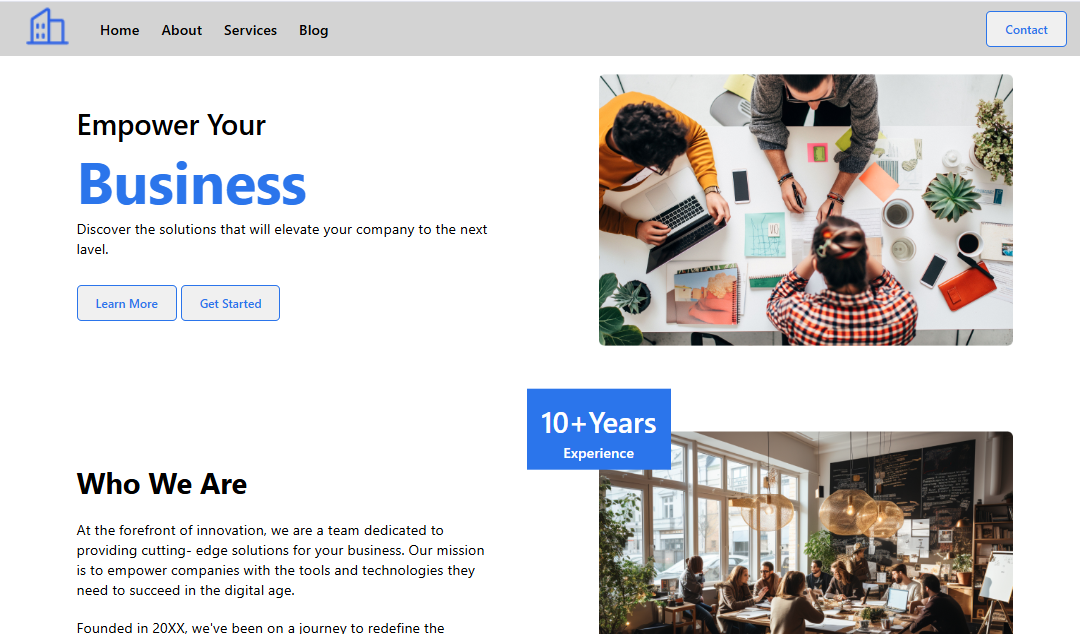 Home About Services Blog Contact
Empower Your
Business
Discover the solutions that will elevate your company to the next
lavel.
Learn More Get Started
10+Years
Experience
Who We Are
At the forefront of innovation, we are a team dedicated to
providing cutting- edge solutions for your business. Our mission
is to empower companies with the tools and technologies they
need to succeed in the digital age.
Founded in 20XX, we've been on a journey to redefine the